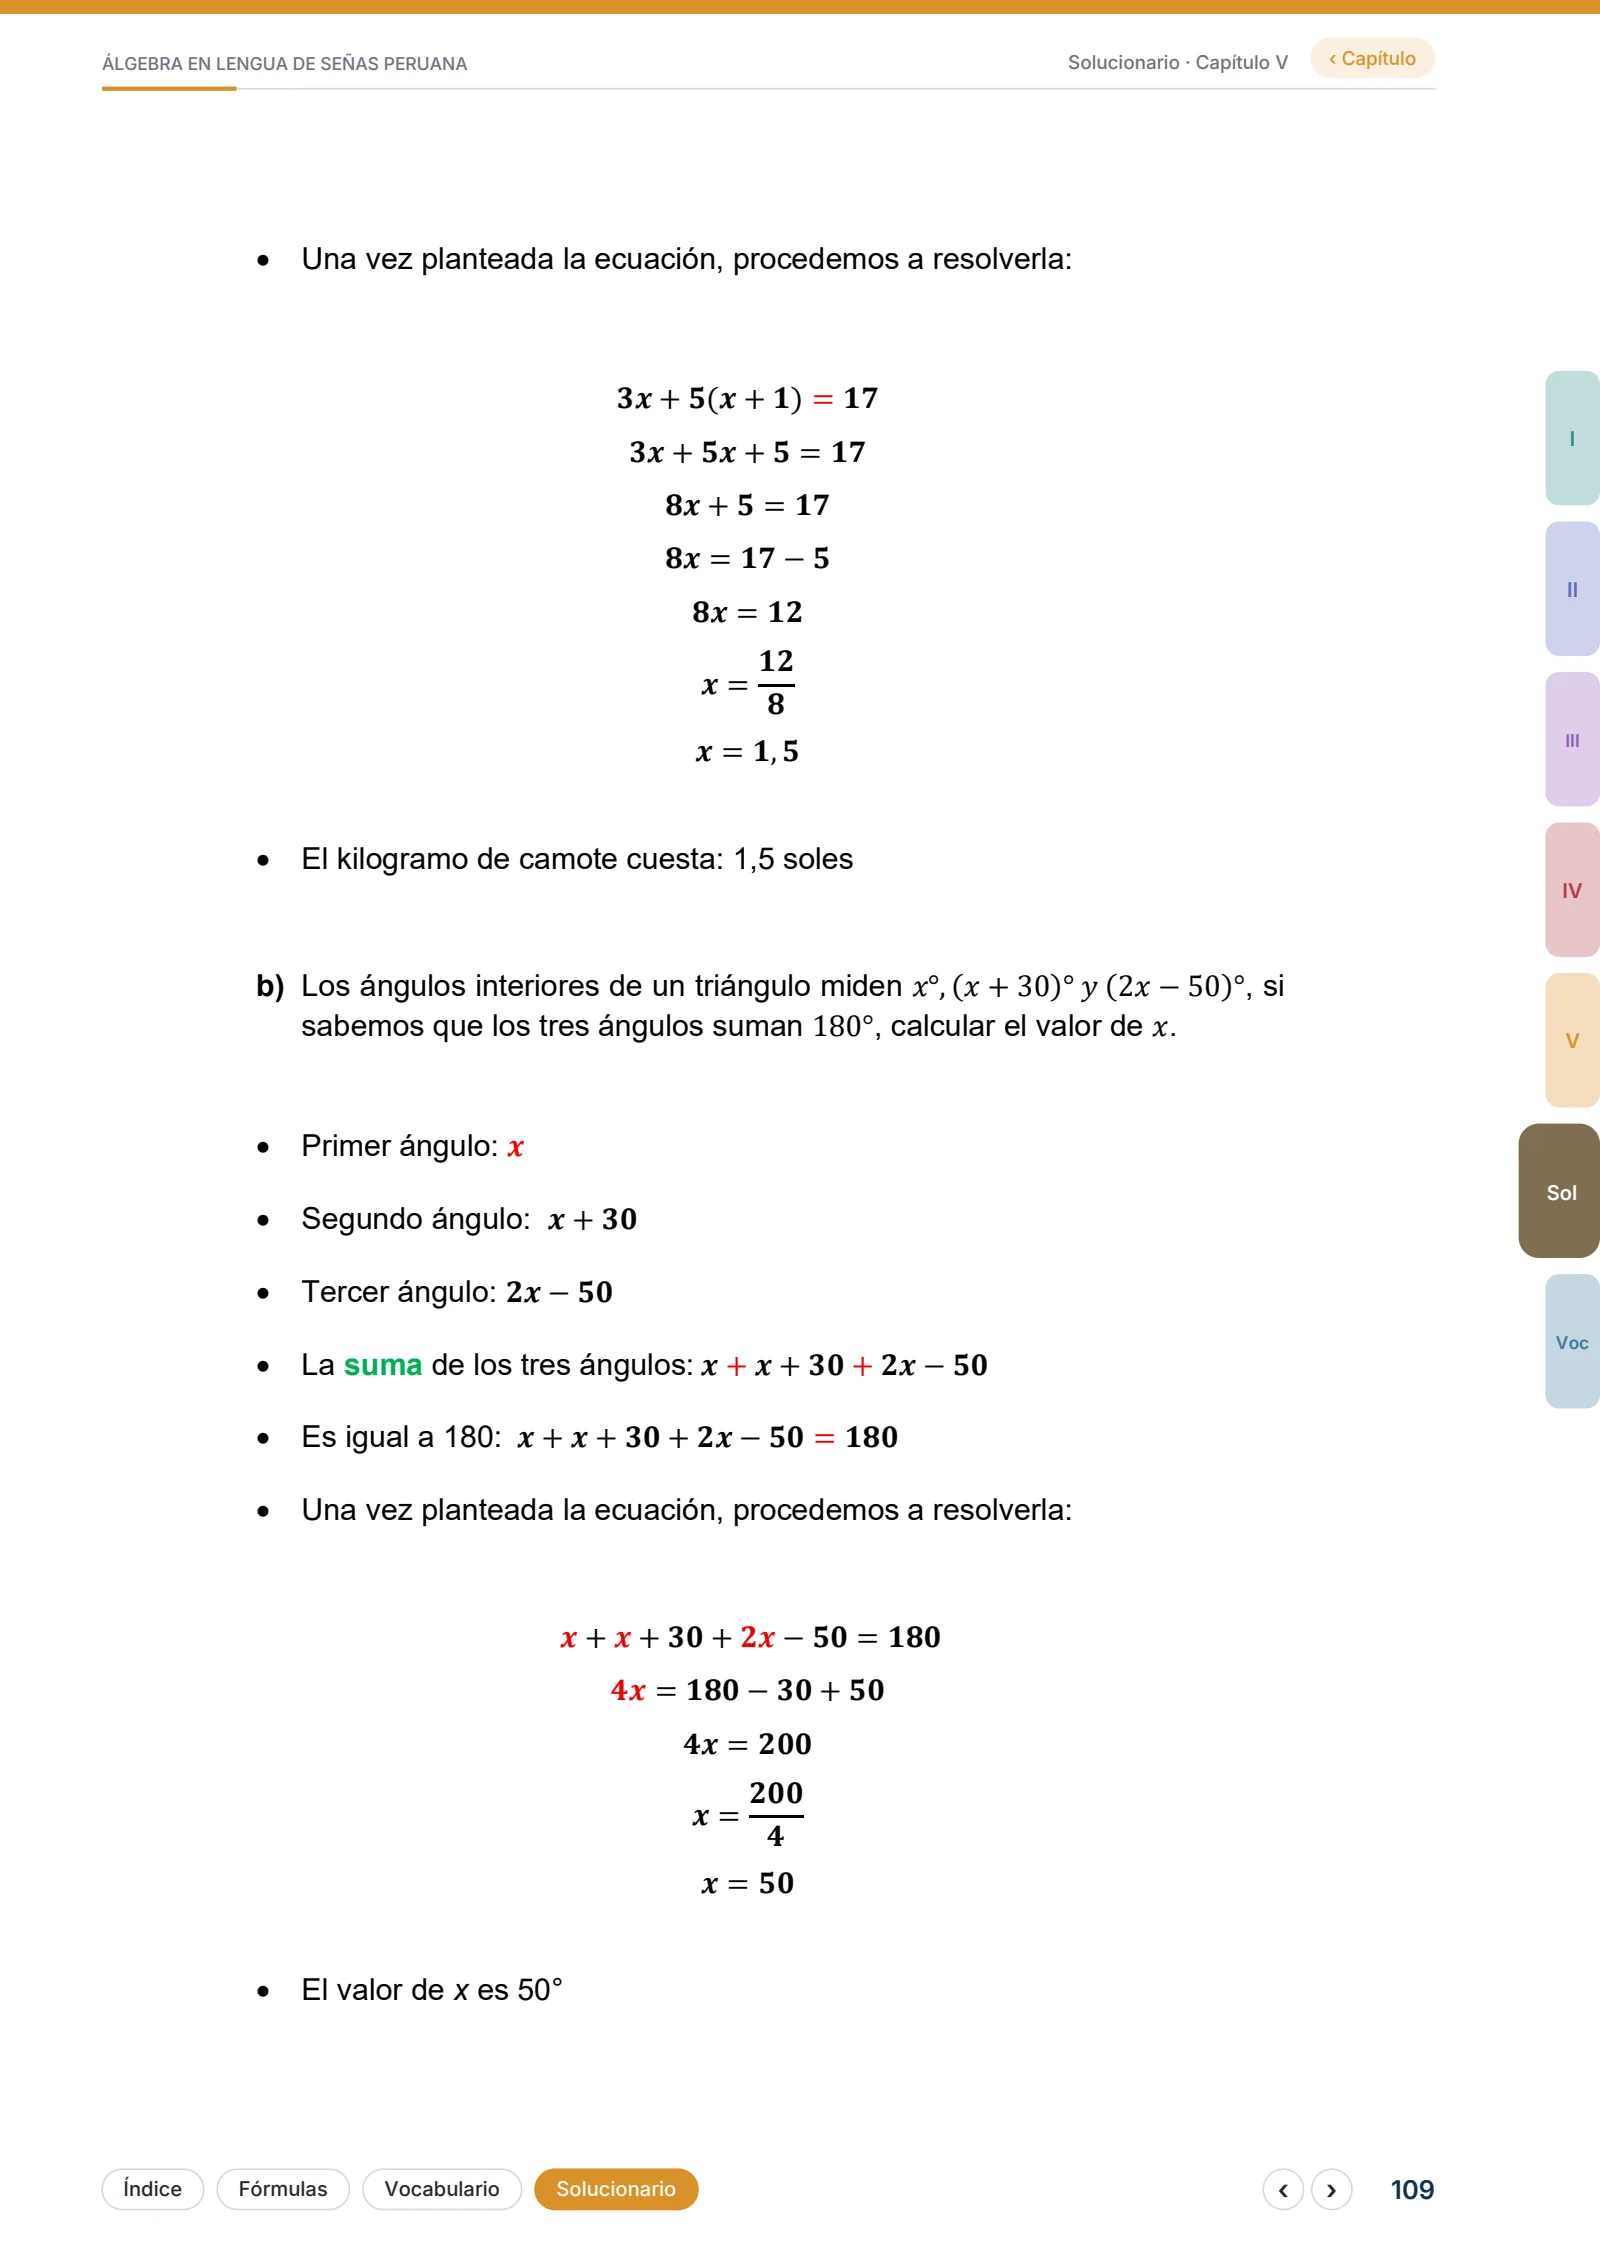 ÁLGEBRA EN LENGUA DE SEÑAS PERUANA
Solucionario · Capítulo V
‹ Capítulo
• Una vez planteada la ecuación, procedemos a resolverla:
3x + 5(x + 1) = 17
3x + 5x + 5 = 17
8x + 5 = 17
8x = 17 − 5
8x = 12
x = 12/8
x = 1,5
• El kilogramo de camote cuesta: 1,5 soles
b) Los ángulos interiores de un triángulo miden x°, (x + 30)° y (2x − 50)°, si
sabemos que los tres ángulos suman 180°, calcular el valor de x.
• Primer ángulo: x
• Segundo ángulo: x + 30
• Tercer ángulo: 2x − 50
• La suma de los tres ángulos: x + x + 30 + 2x − 50
• Es igual a 180: x + x + 30 + 2x − 50 = 180
• Una vez planteada la ecuación, procedemos a resolverla:
x + x + 30 + 2x − 50 = 180
4x = 180 − 30 + 50
4x = 200
x = 200/4
x = 50
• El valor de x es 50°
I
II
III
IV
V
Sol
Voc
Índice
Fórmulas
Vocabulario
Solucionario
‹
›
109